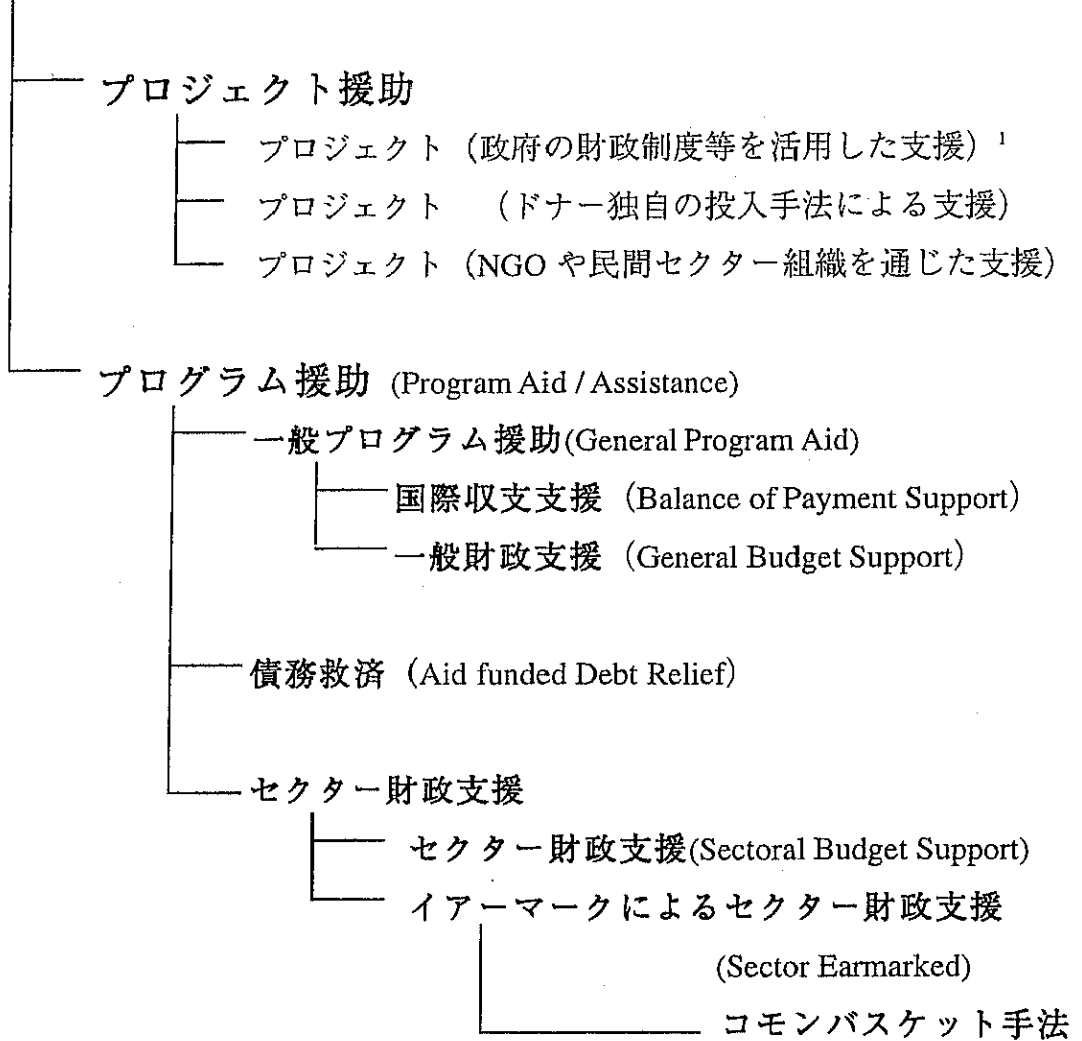 プロジェクト援助
プロジェクト（政府の財政制度等を活用した支援）1
プロジェクト　（ドナー独自の投入手法による支援）
プロジェクト（NGO や民間セクター組織を通じた支援）
プログラム援助 (Program Aid / Assistance)
一般プログラム援助(General Program Aid)
国際収支支援（Balance of Payment Support）
一般財政支援（General Budget Support）
債務救済（Aid funded Debt Relief）
セクター財政支援
セクター財政支援(Sectoral Budget Support)
イアーマークによるセクター財政支援
(Sector Earmarked)
コモンバスケット手法